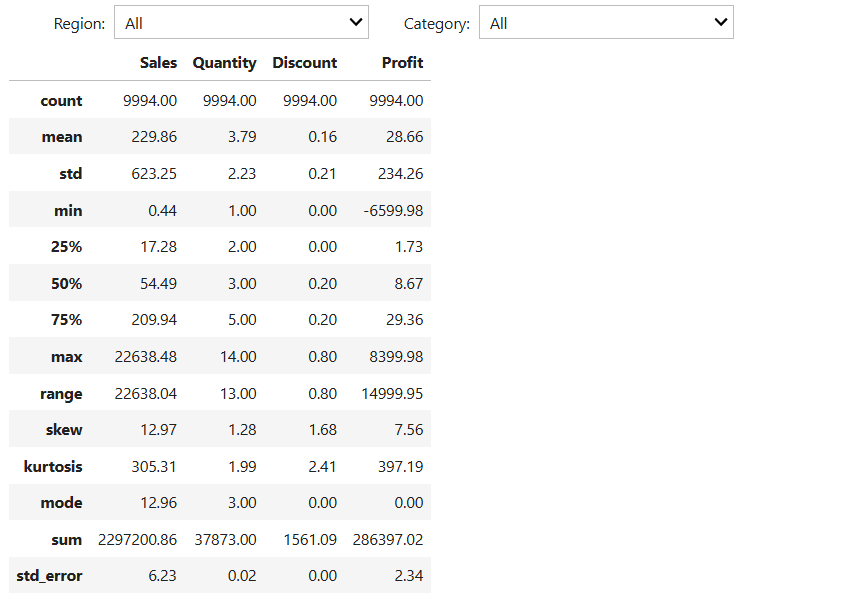 Region: All Category: All
Sales Quantity Discount Profit
count 9994.00 9994.00 9994.00 9994.00
mean 229.86 3.79 0.16 28.66
std 623.25 2.23 0.21 234.26
min 0.44 1.00 0.00 -6599.98
25% 17.28 2.00 0.00 1.73
50% 54.49 3.00 0.20 8.67
75% 209.94 5.00 0.20 29.36
max 22638.48 14.00 0.80 8399.98
range 22638.04 13.00 0.80 14999.95
skew 12.97 1.28 1.68 7.56
kurtosis 305.31 1.99 2.41 397.19
mode 12.96 3.00 0.00 0.00
sum 2297200.86 37873.00 1561.09 286397.02
std_error 6.23 0.02 0.00 2.34